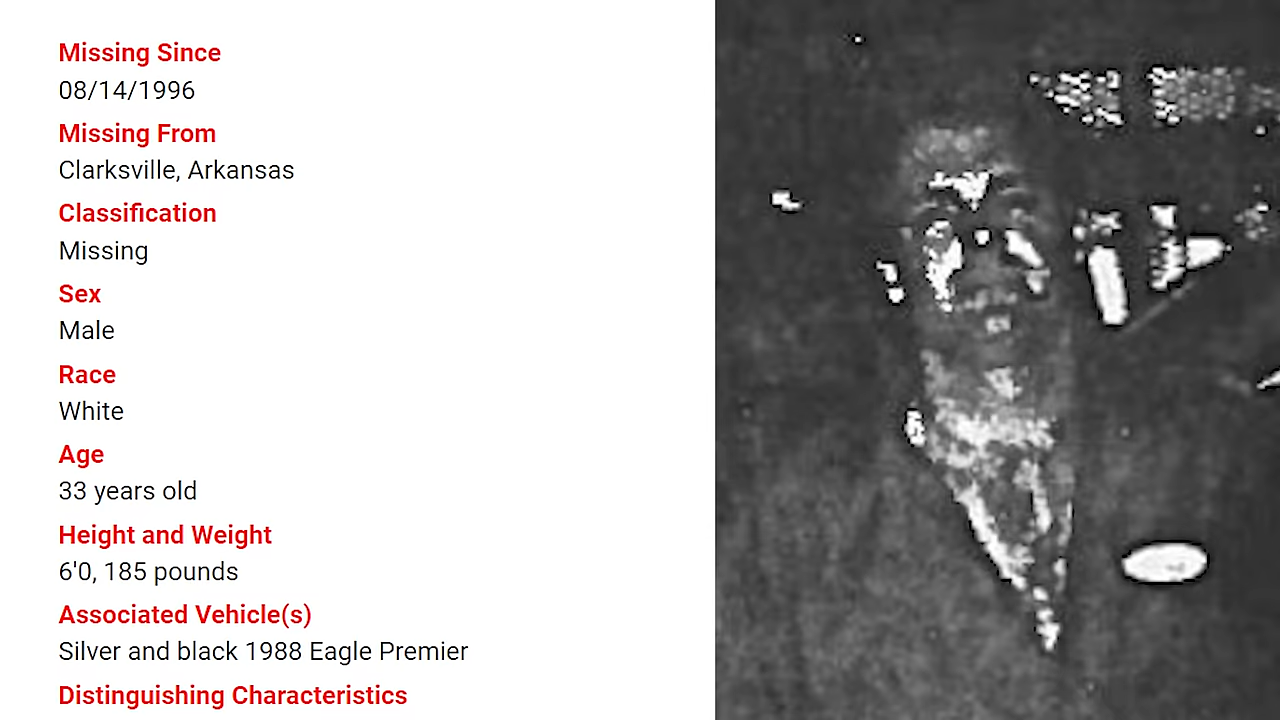 Missing Since
08/14/1996
Missing From
Clarksville, Arkansas
Classification
Missing
Sex
Male
Race
White
Age
33 years old
Height and Weight
6'0, 185 pounds
Associated Vehicle(s)
Silver and black 1988 Eagle Premier
Distinguishing Characteristics